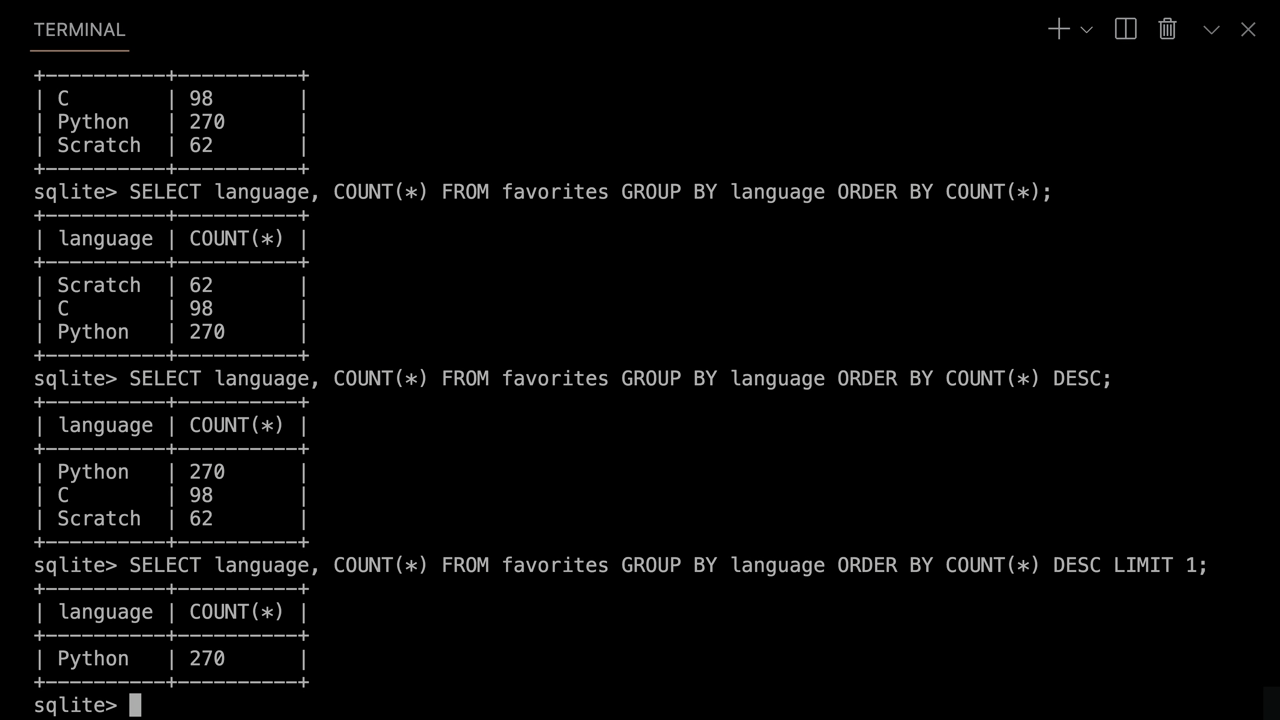 TERMINAL
+----------+----------+
| C        | 98       |
| Python   | 270      |
| Scratch  | 62       |
+----------+----------+
sqlite> SELECT language, COUNT(*) FROM favorites GROUP BY language ORDER BY COUNT(*);
+----------+----------+
| language | COUNT(*) |
+----------+----------+
| Scratch  | 62       |
| C        | 98       |
| Python   | 270      |
+----------+----------+
sqlite> SELECT language, COUNT(*) FROM favorites GROUP BY language ORDER BY COUNT(*) DESC;
+----------+----------+
| language | COUNT(*) |
+----------+----------+
| Python   | 270      |
| C        | 98       |
| Scratch  | 62       |
+----------+----------+
sqlite> SELECT language, COUNT(*) FROM favorites GROUP BY language ORDER BY COUNT(*) DESC LIMIT 1;
+----------+----------+
| language | COUNT(*) |
+----------+----------+
| Python   | 270      |
+----------+----------+
sqlite>